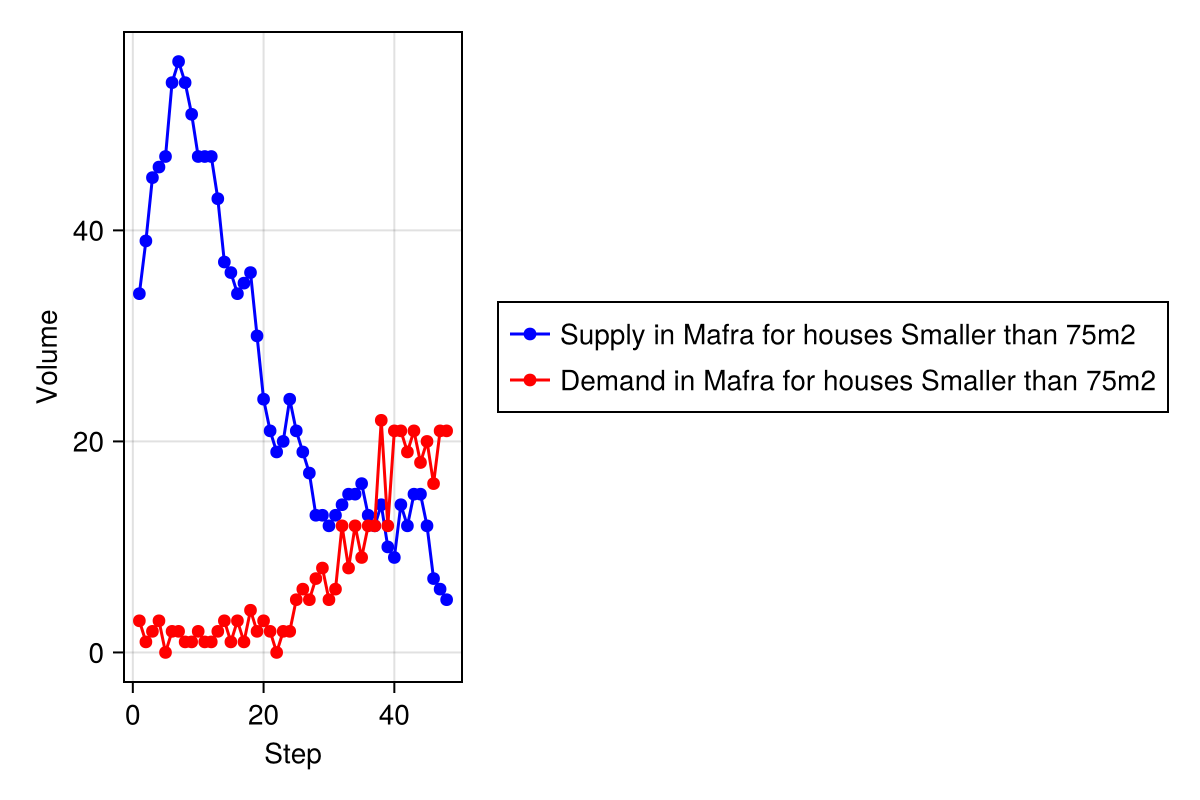 Volume
40
20
0
0 20 40
Step
Supply in Mafra for houses Smaller than 75m2
Demand in Mafra for houses Smaller than 75m2